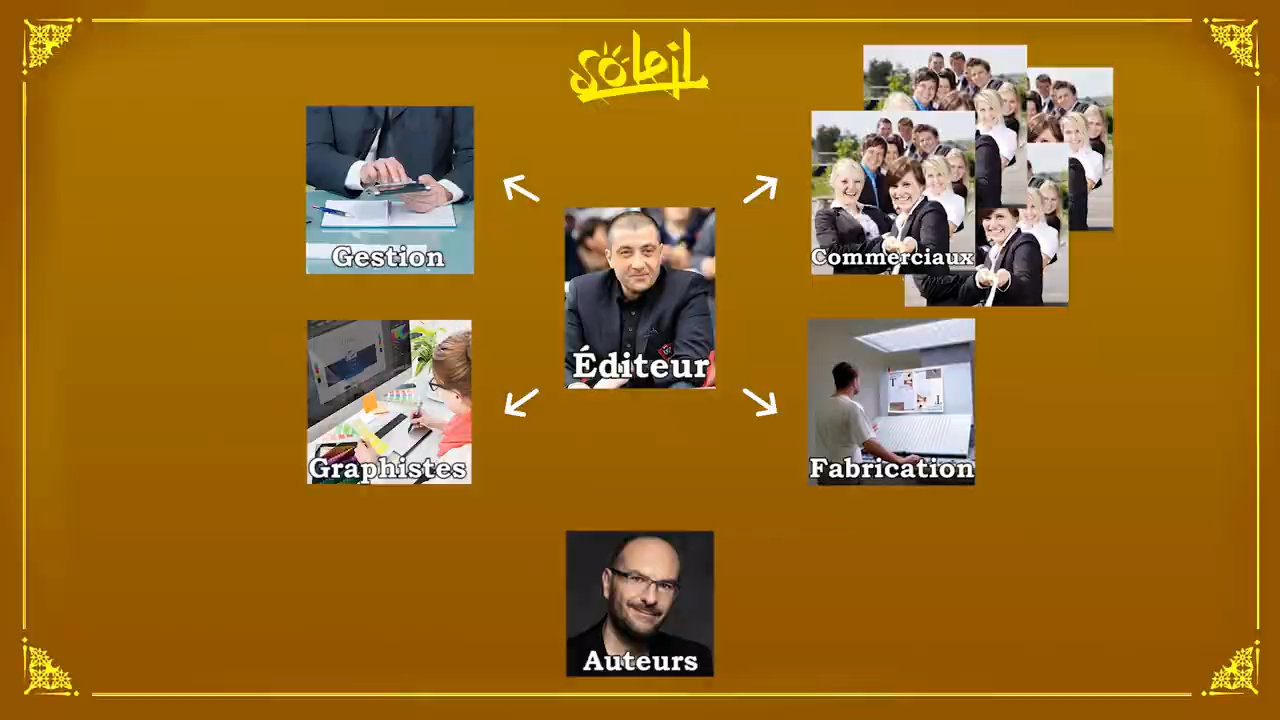 Soleil
Gestion
Commerciaux
Éditeur
Graphistes
Fabrication
Auteurs